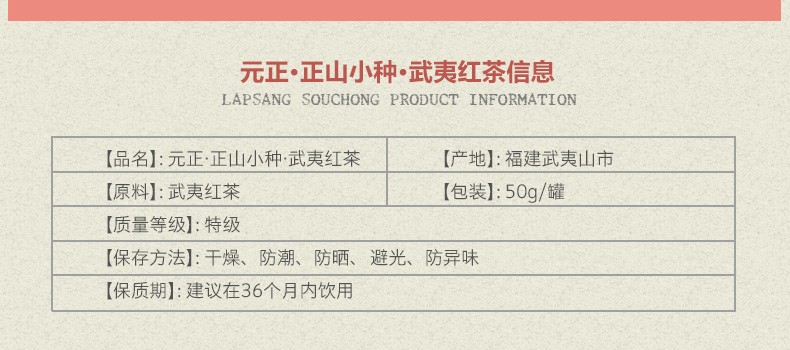 元正·正山小种·武夷红茶信息
LAPSANG SOUCHONG PRODUCT INFORMATION
【品名】: 元正·正山小种·武夷红茶 【产地】: 福建武夷山市
【原料】: 武夷红茶 【包装】: 50g/罐
【质量等级】: 特级
【保存方法】: 干燥、防潮、防晒、避光、防异味
【保质期】: 建议在36个月内饮用